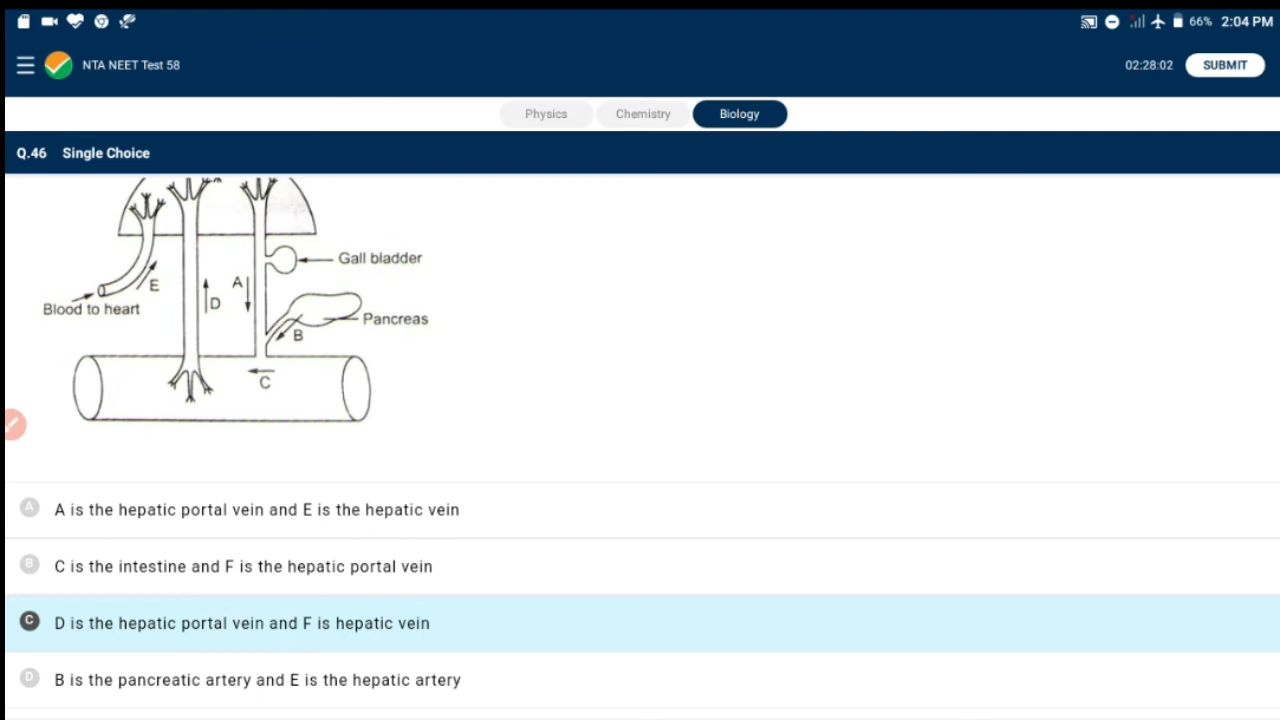 66% 2:04 PM
NTA NEET Test 58
02:28:02 SUBMIT
Physics Chemistry Biology
Q.46 Single Choice
Gall bladder
E
A
D
Blood to heart
Pancreas
B
C
A A is the hepatic portal vein and E is the hepatic vein
B C is the intestine and F is the hepatic portal vein
C D is the hepatic portal vein and F is hepatic vein
D B is the pancreatic artery and E is the hepatic artery